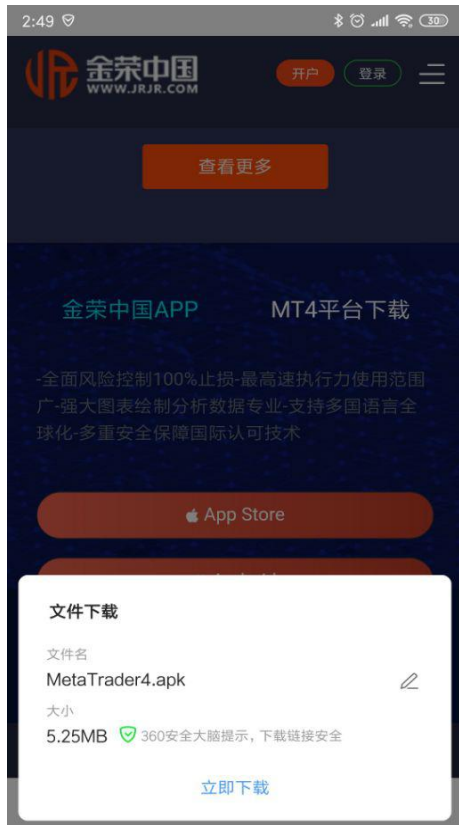 2:49
30
金荣中国
WWW.JRJR.COM
开户
登录
查看更多
金荣中国APP
MT4平台下载
-全面风险控制100%止损-最高速执行力使用范围
广-强大图表绘制分析数据专业-支持多国语言全
球化-多重安全保障国际认可技术
App Store
文件下载
文件名
MetaTrader4.apk
大小
5.25MB 360安全大脑提示，下载链接安全
立即下载